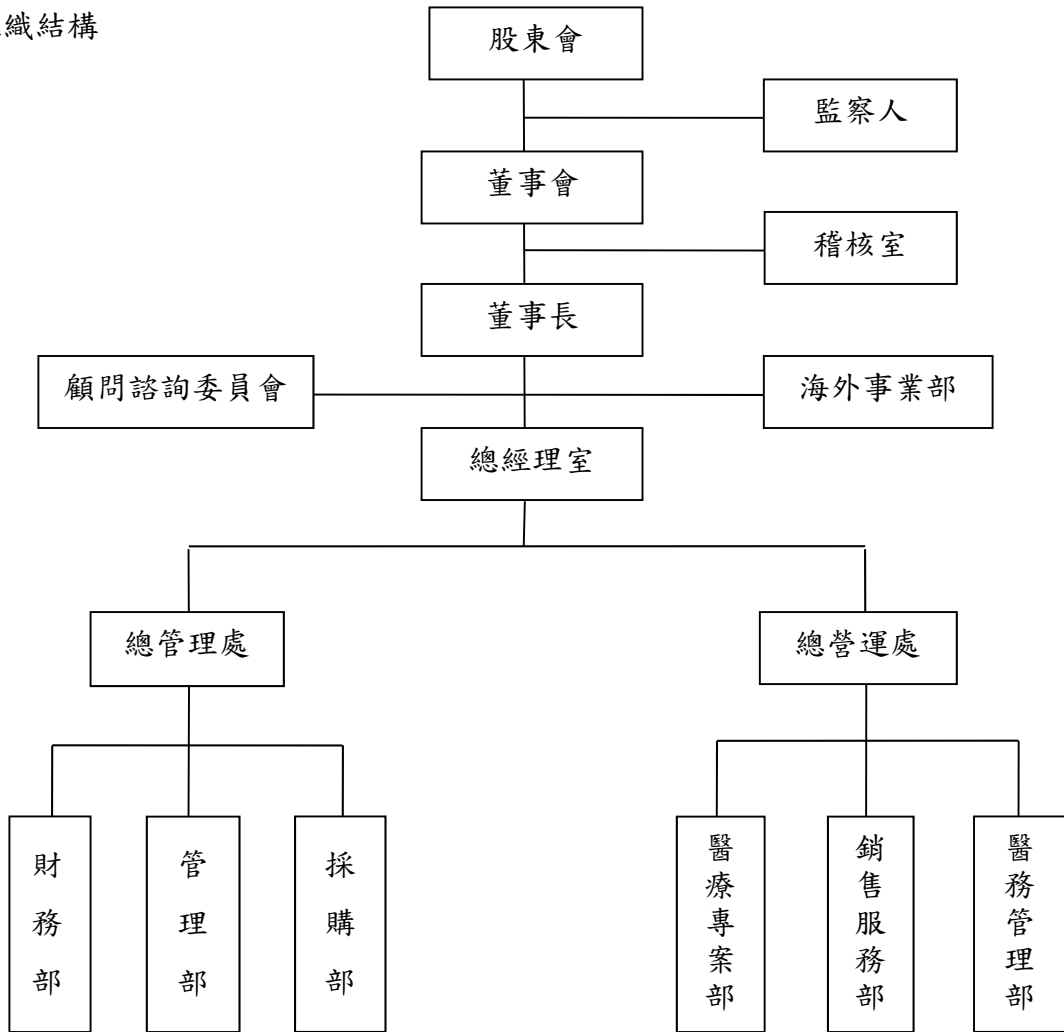 織結構
股東會
監察人
董事會
稽核室
董事長
顧問諮詢委員會
海外事業部
總經理室
總管理處
總營運處
財務部
管理部
採購部
醫療專案部
銷售服務部
醫務管理部